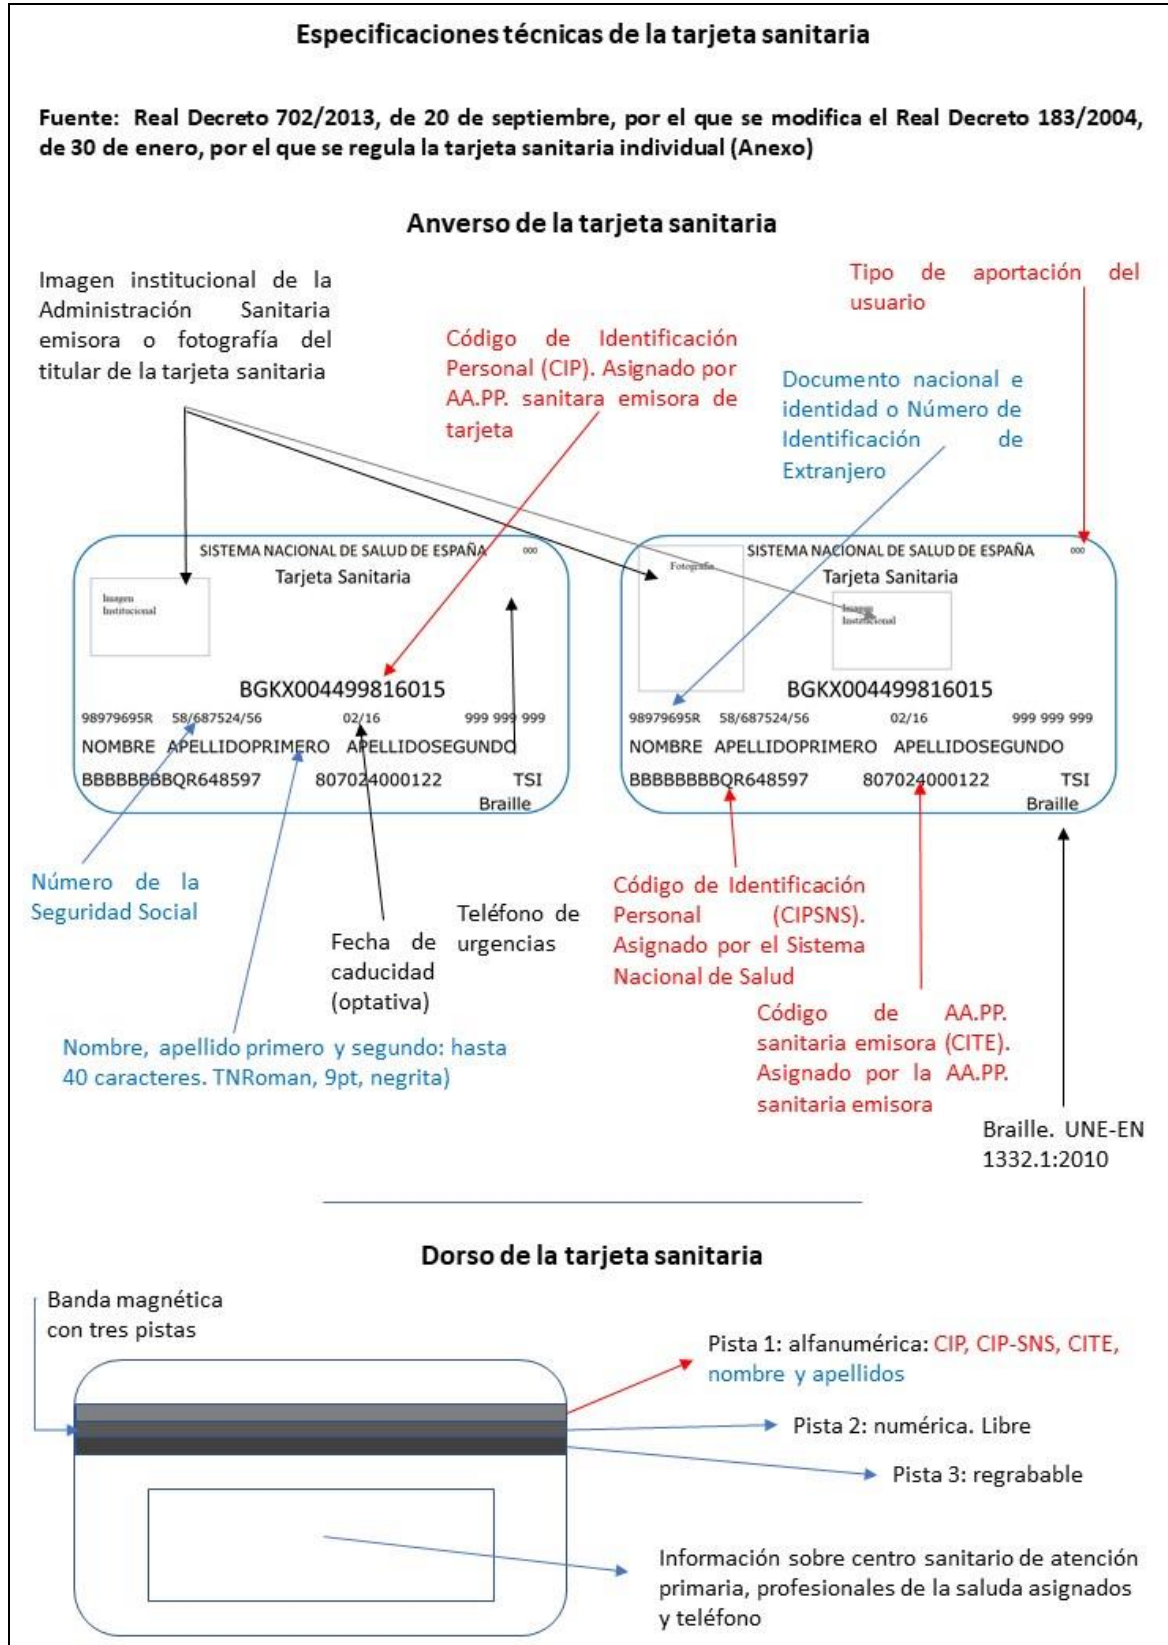 Especificaciones técnicas de la tarjeta sanitaria
Fuente: Real Decreto 702/2013, de 20 de septiembre, por el que se modifica el Real Decreto 183/2004,
de 30 de enero, por el que se regula la tarjeta sanitaria individual (Anexo)
Anverso de la tarjeta sanitaria
Imagen institucional de la
Administración Sanitaria
emisora o fotografía del
titular de la tarjeta sanitaria
Código de Identificación
Personal (CIP). Asignado por
AA.PP. sanitara emisora de
tarjeta
Tipo de aportación del
usuario
Documento nacional e
identidad o Número de
Identificación de
Extranjero
SISTEMA NACIONAL DE SALUD DE ESPAÑA 000
Tarjeta Sanitaria
Imagen
Institucional
BGKX004499816015
98979695R 58/687524/56 02/16 999 999 999
NOMBRE APELLIDOPRIMERO APELLIDOSEGUNDO
BBBBBBBBQR648597 807024000122 TSI
Braille
SISTEMA NACIONAL DE SALUD DE ESPAÑA 000
Fotografía
Tarjeta Sanitaria
Imagen
Institucional
BGKX004499816015
98979695R 58/687524/56 02/16 999 999 999
NOMBRE APELLIDOPRIMERO APELLIDOSEGUNDO
BBBBBBBBQR648597 807024000122 TSI
Braille
Número de la
Seguridad Social
Fecha de
caducidad
(optativa)
Teléfono de
urgencias
Nombre, apellido primero y segundo: hasta
40 caracteres. TNRoman, 9pt, negrita)
Código de Identificación
Personal (CIPSNS).
Asignado por el Sistema
Nacional de Salud
Código de AA.PP.
sanitaria emisora (CITE).
Asignado por la AA.PP.
sanitaria emisora
Braille. UNE-EN
1332.1:2010
Dorso de la tarjeta sanitaria
Banda magnética
con tres pistas
Pista 1: alfanumérica: CIP, CIP-SNS, CITE,
nombre y apellidos
Pista 2: numérica. Libre
Pista 3: regrabable
Información sobre centro sanitario de atención
primaria, profesionales de la saluda asignados
y teléfono